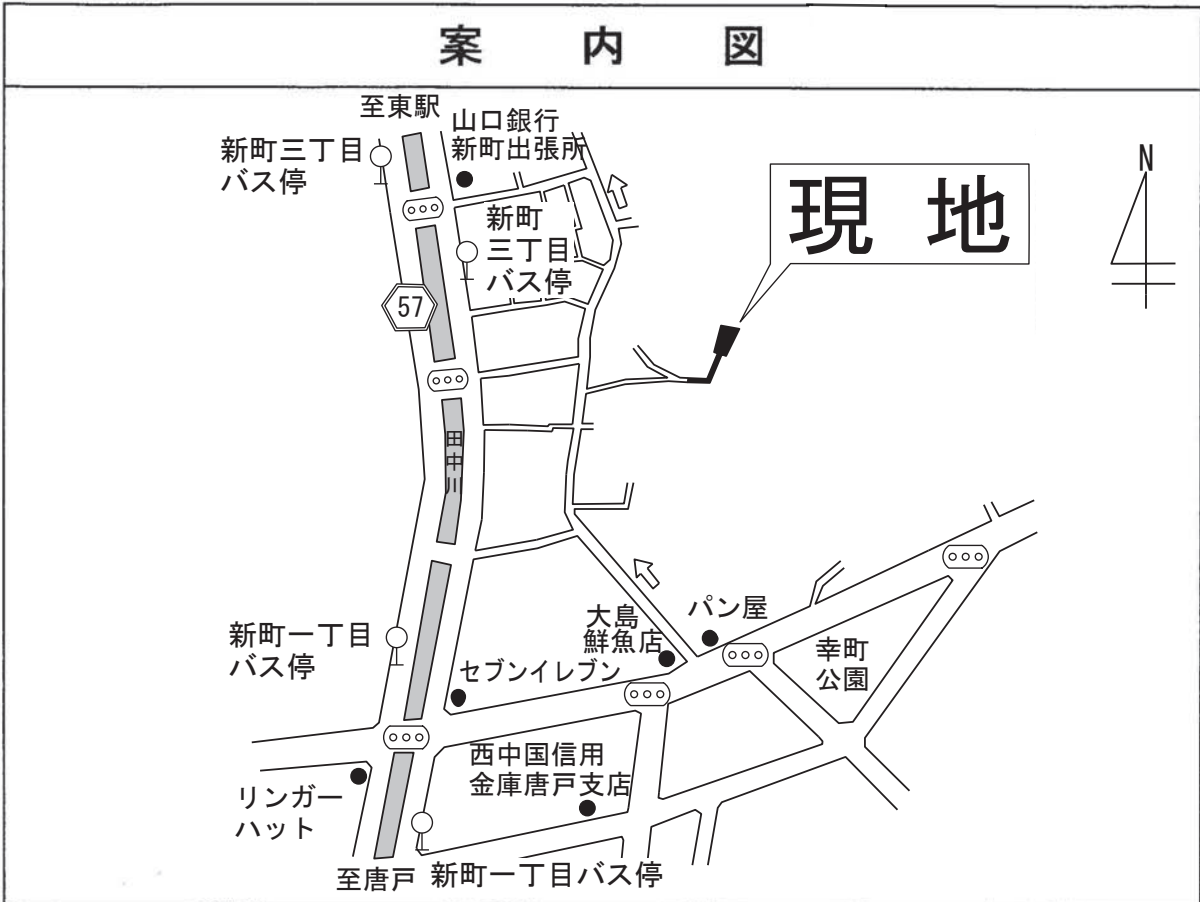 案内図
至東駅
山口銀行
新町出張所
新町三丁目
バス停
新町
三丁目
バス停
現地
N
57
田中川
新町一丁目
バス停
大島
鮮魚店
パン屋
幸町
公園
セブンイレブン
西中国信用
金庫唐戸支店
リンガー
ハット
至唐戸
新町一丁目バス停